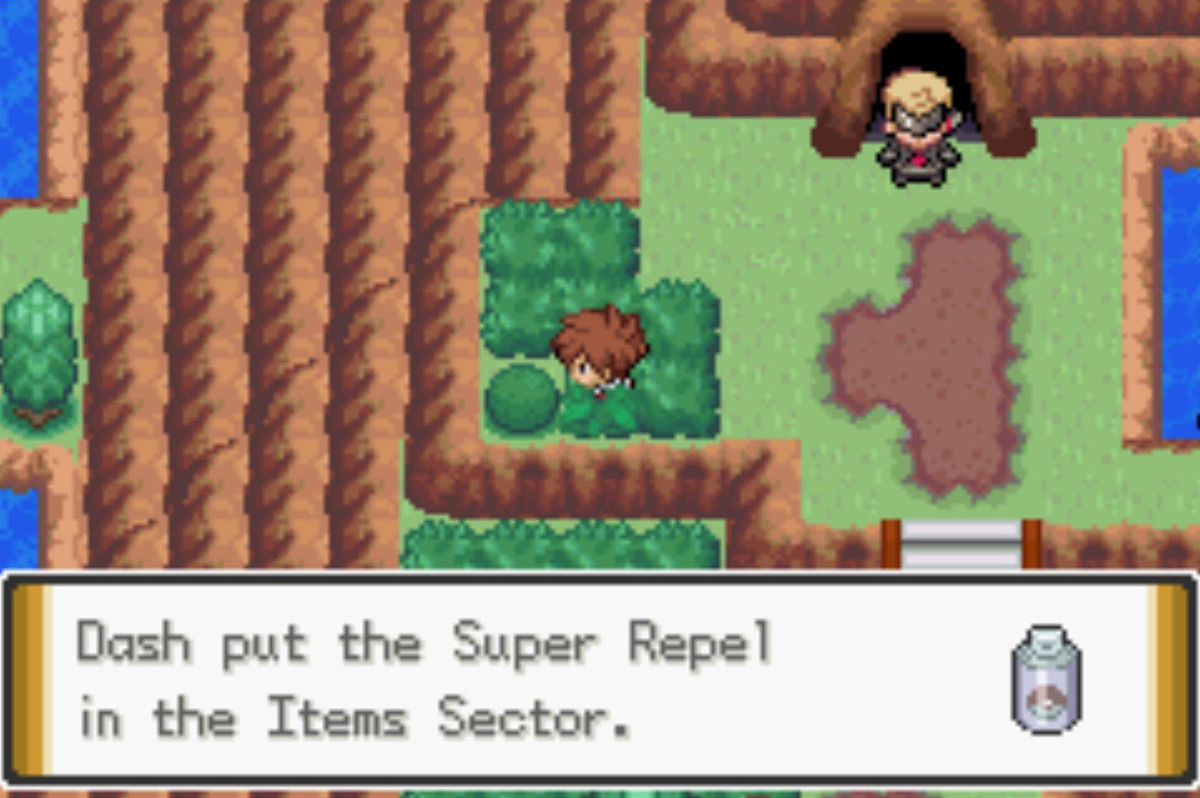 Dash put the Super Repel
in the Items Sector.